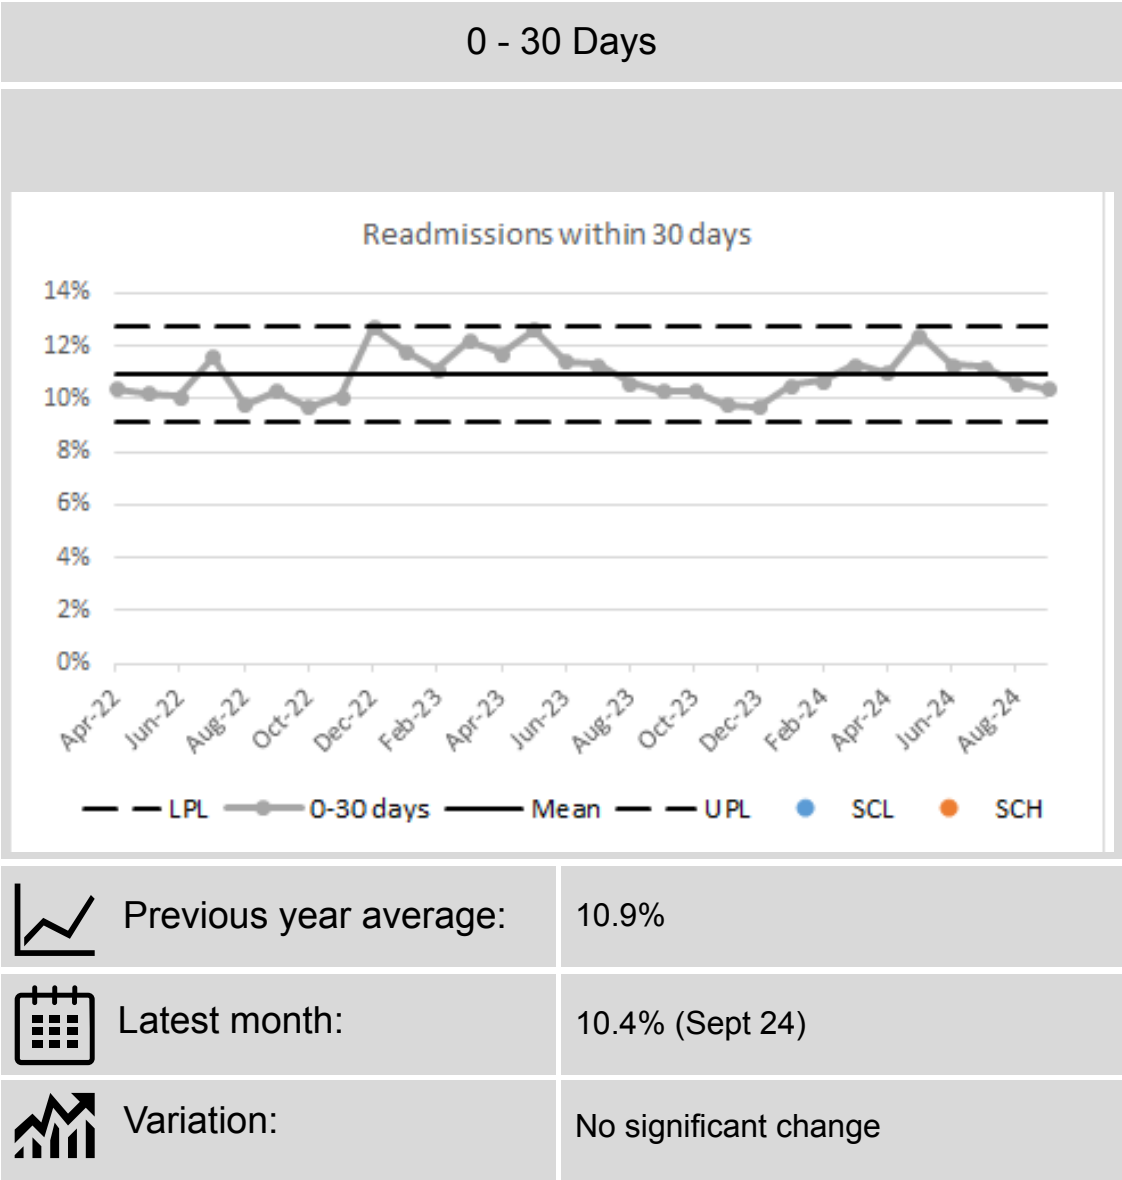 0 - 30 Days
Readmissions within 30 days
14%
12%
10%
8%
6%
4%
2%
0%
Apr-22 Jun-22 Aug-22 Oct-22 Dec-22 Feb-23 Apr-23 Jun-23 Aug-23 Oct-23 Dec-23 Feb-24 Apr-24 Jun-24 Aug-24
LPL 0-30 days Mean UPL SCL SCH
Previous year average: 10.9%
Latest month: 10.4% (Sept 24)
Variation: No significant change